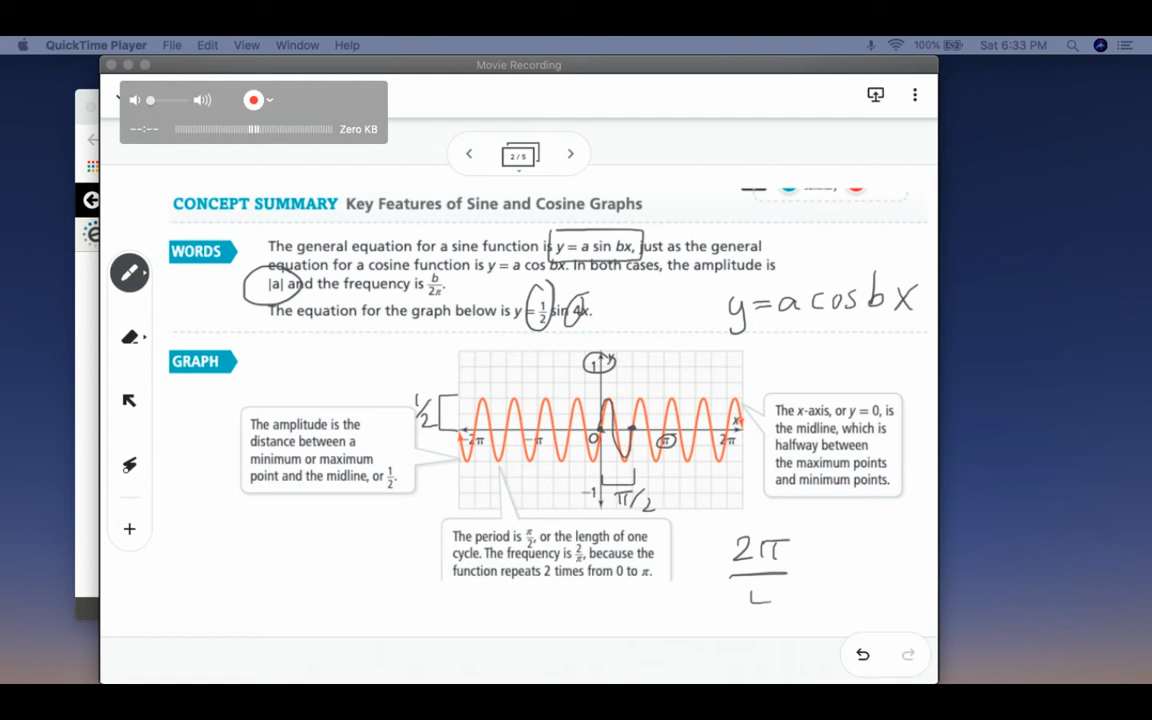 QuickTime Player File Edit View Window Help 100% Sat 6:33 PM
Movie Recording
--:-- Zero KB
2/5
CONCEPT SUMMARY Key Features of Sine and Cosine Graphs
WORDS
The general equation for a sine function is y = a sin bx, just as the general
equation for a cosine function is y = a cos bx. In both cases, the amplitude is
|a| and the frequency is b/2π.
The equation for the graph below is y = 1/2 sin 4x.
y = a cos b x
GRAPH
1 y
1/2
-2π -π O π 2π x
-1
π/2
The amplitude is the
distance between a
minimum or maximum
point and the midline, or 1/2.
The x-axis, or y = 0, is
the midline, which is
halfway between
the maximum points
and minimum points.
The period is π/2, or the length of one
cycle. The frequency is 2/π, because the
function repeats 2 times from 0 to π.
2π